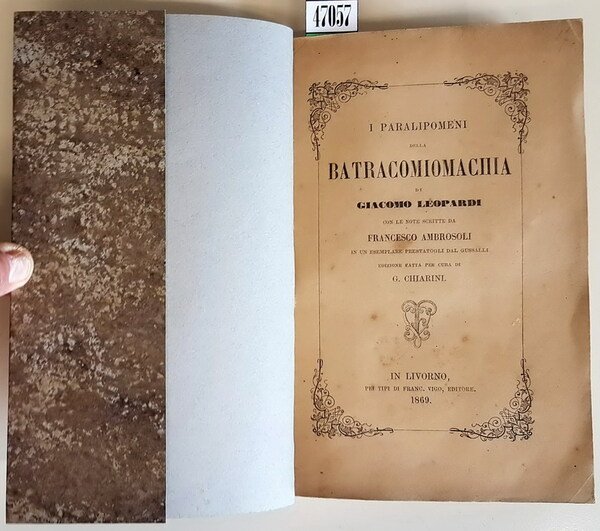 47057
I PARALIPOMENI
DELLA
BATRACOMIOMACHIA
DI
GIACOMO LEOPARDI
CON LE NOTE SCRITTE DA
FRANCESCO AMBROSOLI
IN UN ESEMPLARE PRESTATOGLI DAL GUSSALLI
EDIZIONE FATTA PER CURA DI
G. CHIARINI.
IN LIVORNO,
PEI TIPI DI FRANC. VIGO, EDITORE.
1869.